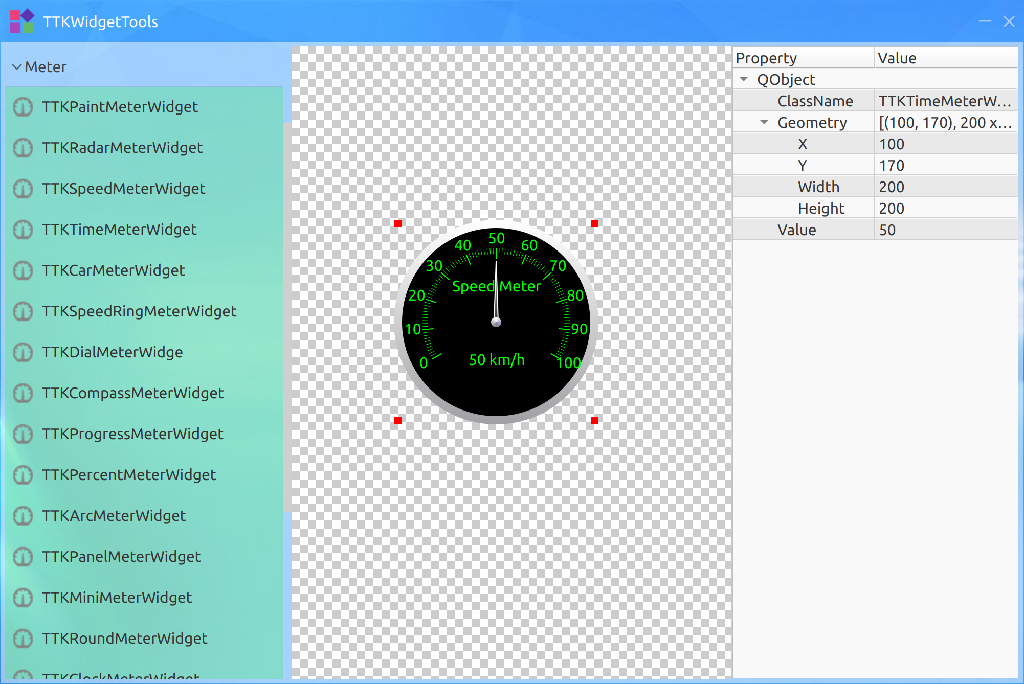 TTKWidgetTools
Meter
TTKPaintMeterWidget
TTKRadarMeterWidget
TTKSpeedMeterWidget
TTKTimeMeterWidget
TTKCarMeterWidget
TTKSpeedRingMeterWidget
TTKDialMeterWidge
TTKCompassMeterWidget
TTKProgressMeterWidget
TTKPercentMeterWidget
TTKArcMeterWidget
TTKPanelMeterWidget
TTKMiniMeterWidget
TTKRoundMeterWidget
TTKClockMeterWidget
0 10 20 30 40 50 60 70 80 90 100
Speed Meter
50 km/h
Property Value
QObject
ClassName TTKTimeMeterW...
Geometry [(100, 170), 200 x...
X 100
Y 170
Width 200
Height 200
Value 50